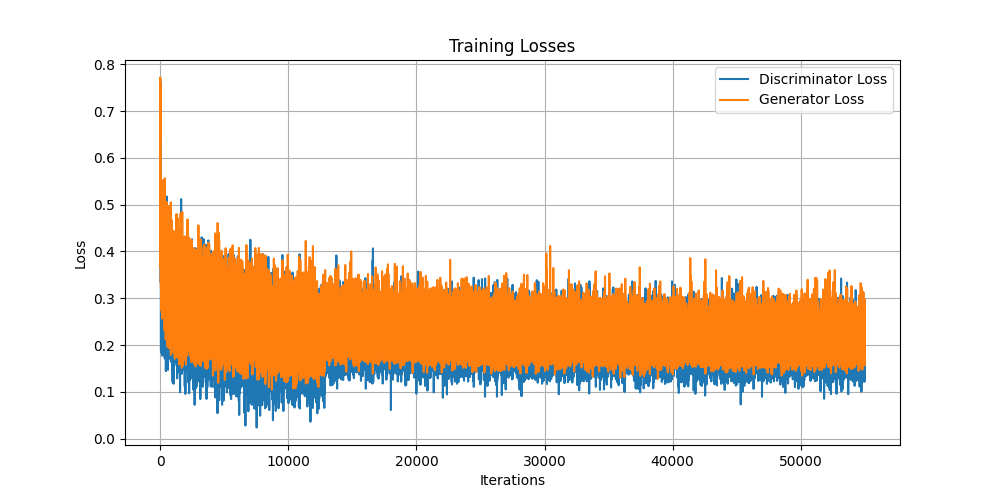 Training Losses
Discriminator Loss
Generator Loss
0.8
0.7
0.6
0.5
0.4
0.3
0.2
0.1
0.0
Loss
0 10000 20000 30000 40000 50000
Iterations